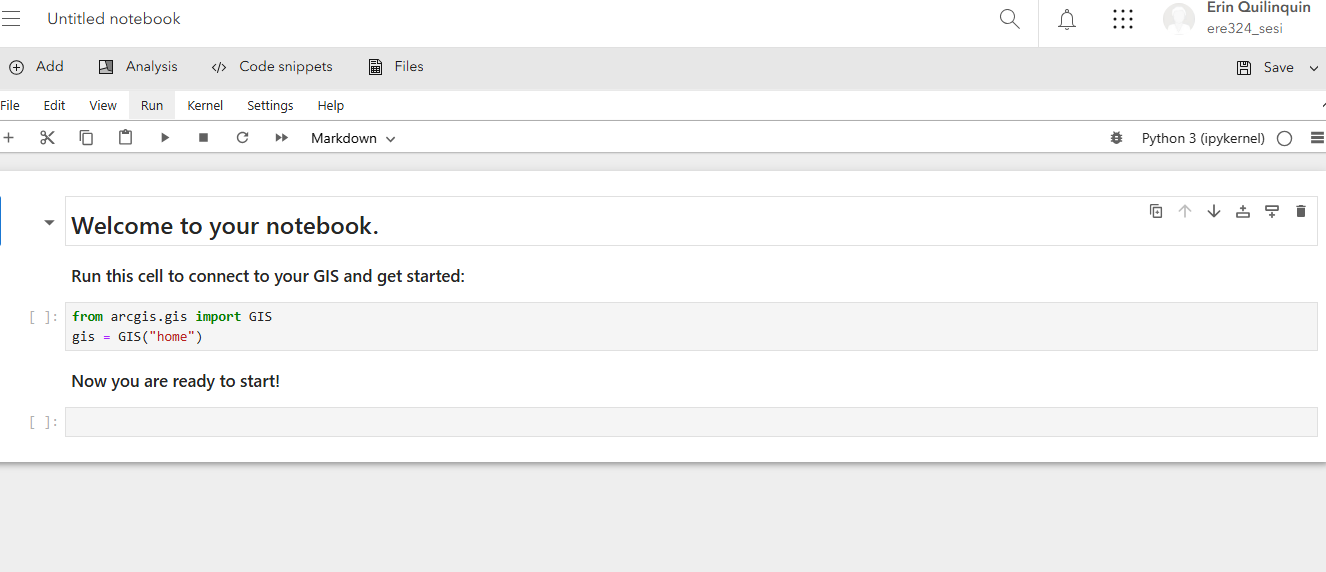 Untitled notebook
Erin Quilinquin
ere324_sesi
Add Analysis </> Code snippets Files Save
File Edit View Run Kernel Settings Help
Markdown Python 3 (ipykernel)
Welcome to your notebook.
Run this cell to connect to your GIS and get started:
[ ]: from arcgis.gis import GIS
gis = GIS("home")
Now you are ready to start!
[ ]: